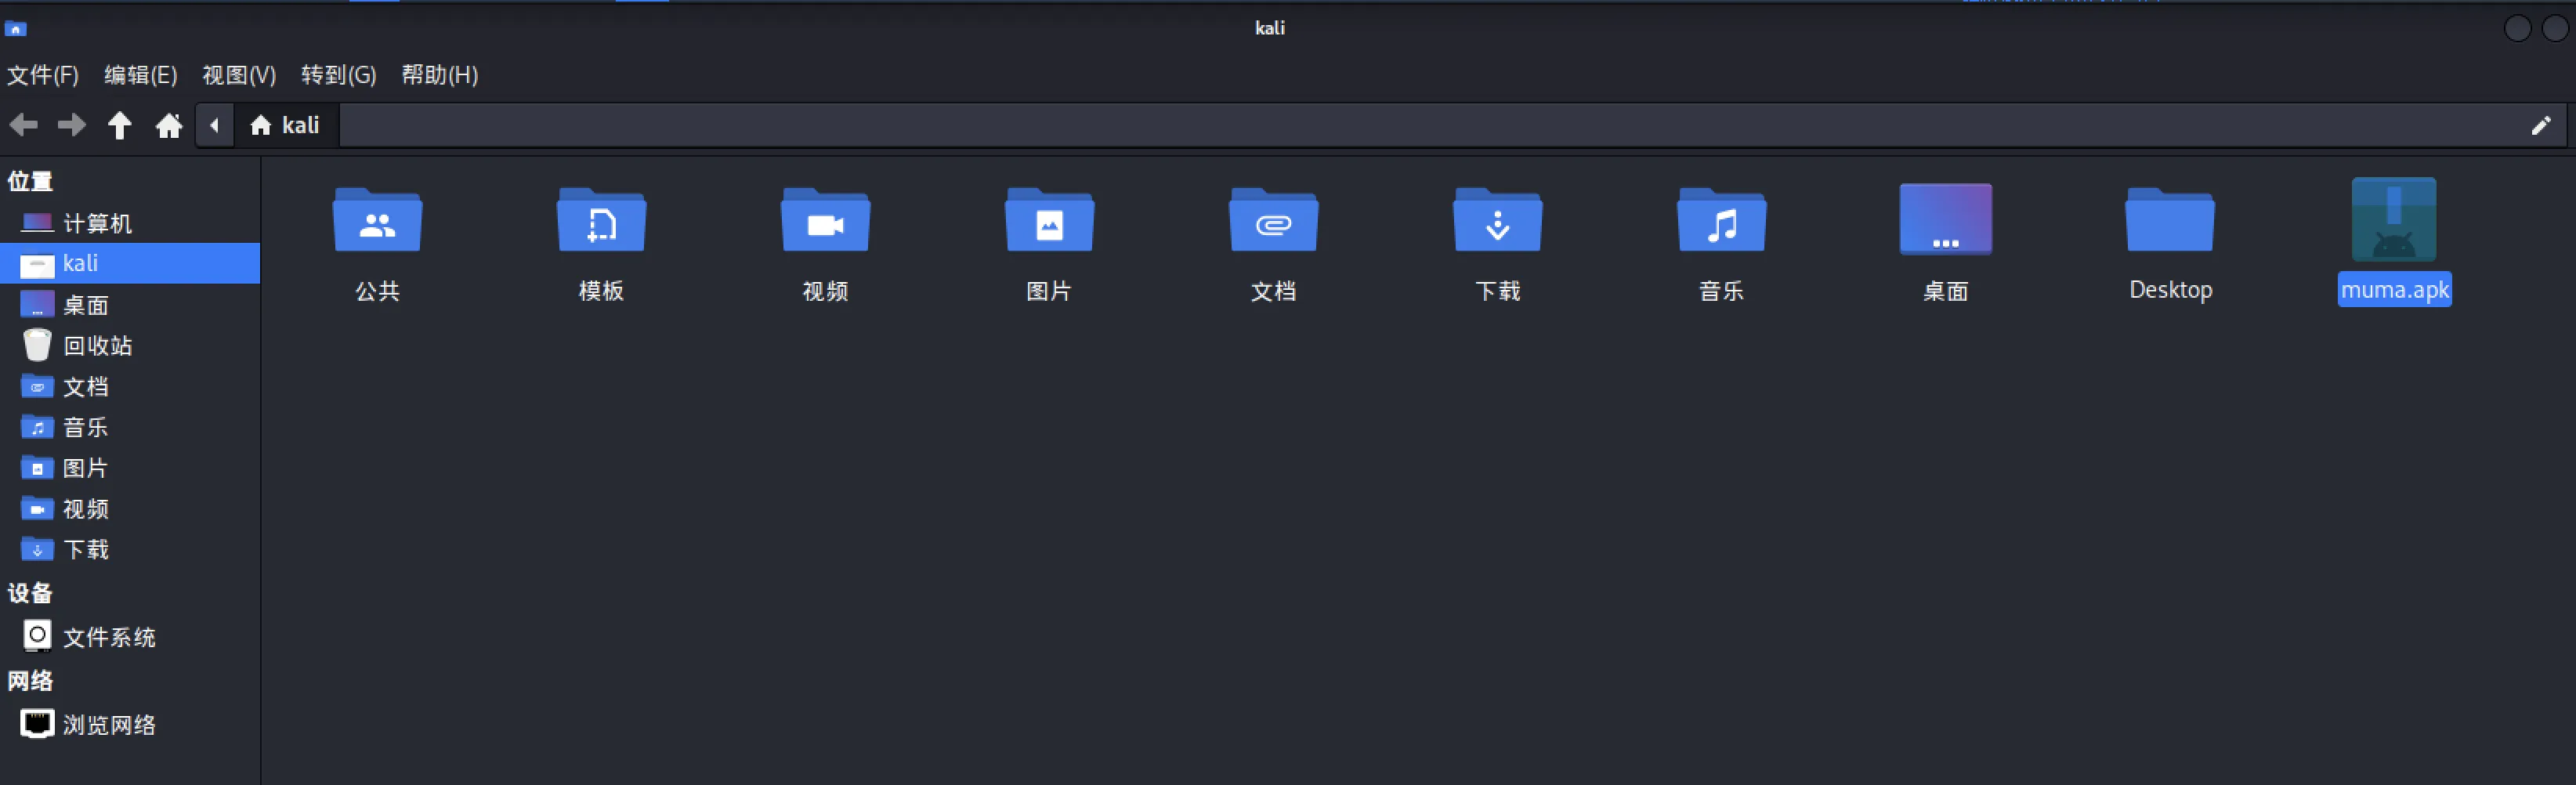 kali
文件(F) 编辑(E) 视图(V) 转到(G) 帮助(H)
kali
位置
计算机
kali
桌面
回收站
文档
音乐
图片
视频
下载
设备
文件系统
网络
浏览网络
公共 模板 视频 图片 文档 下载 音乐 桌面 Desktop muma.apk